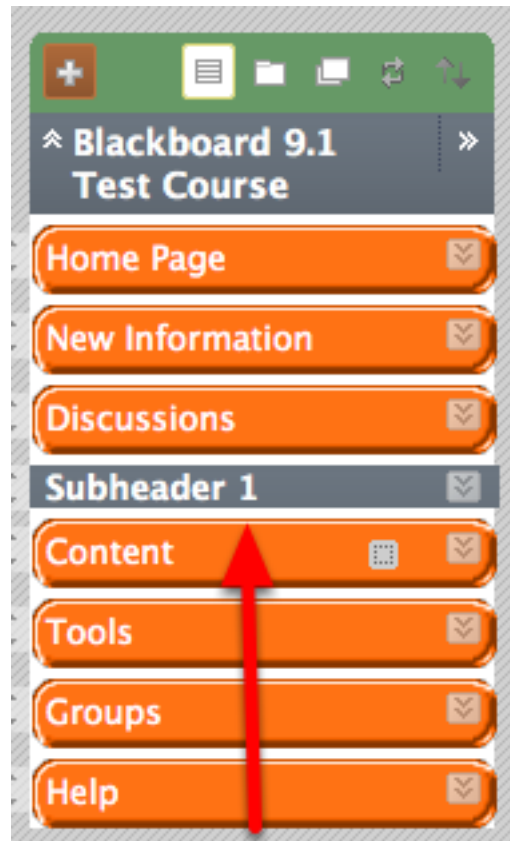 Blackboard 9.1
Test Course
Home Page
New Information
Discussions
Subheader 1
Content
Tools
Groups
Help